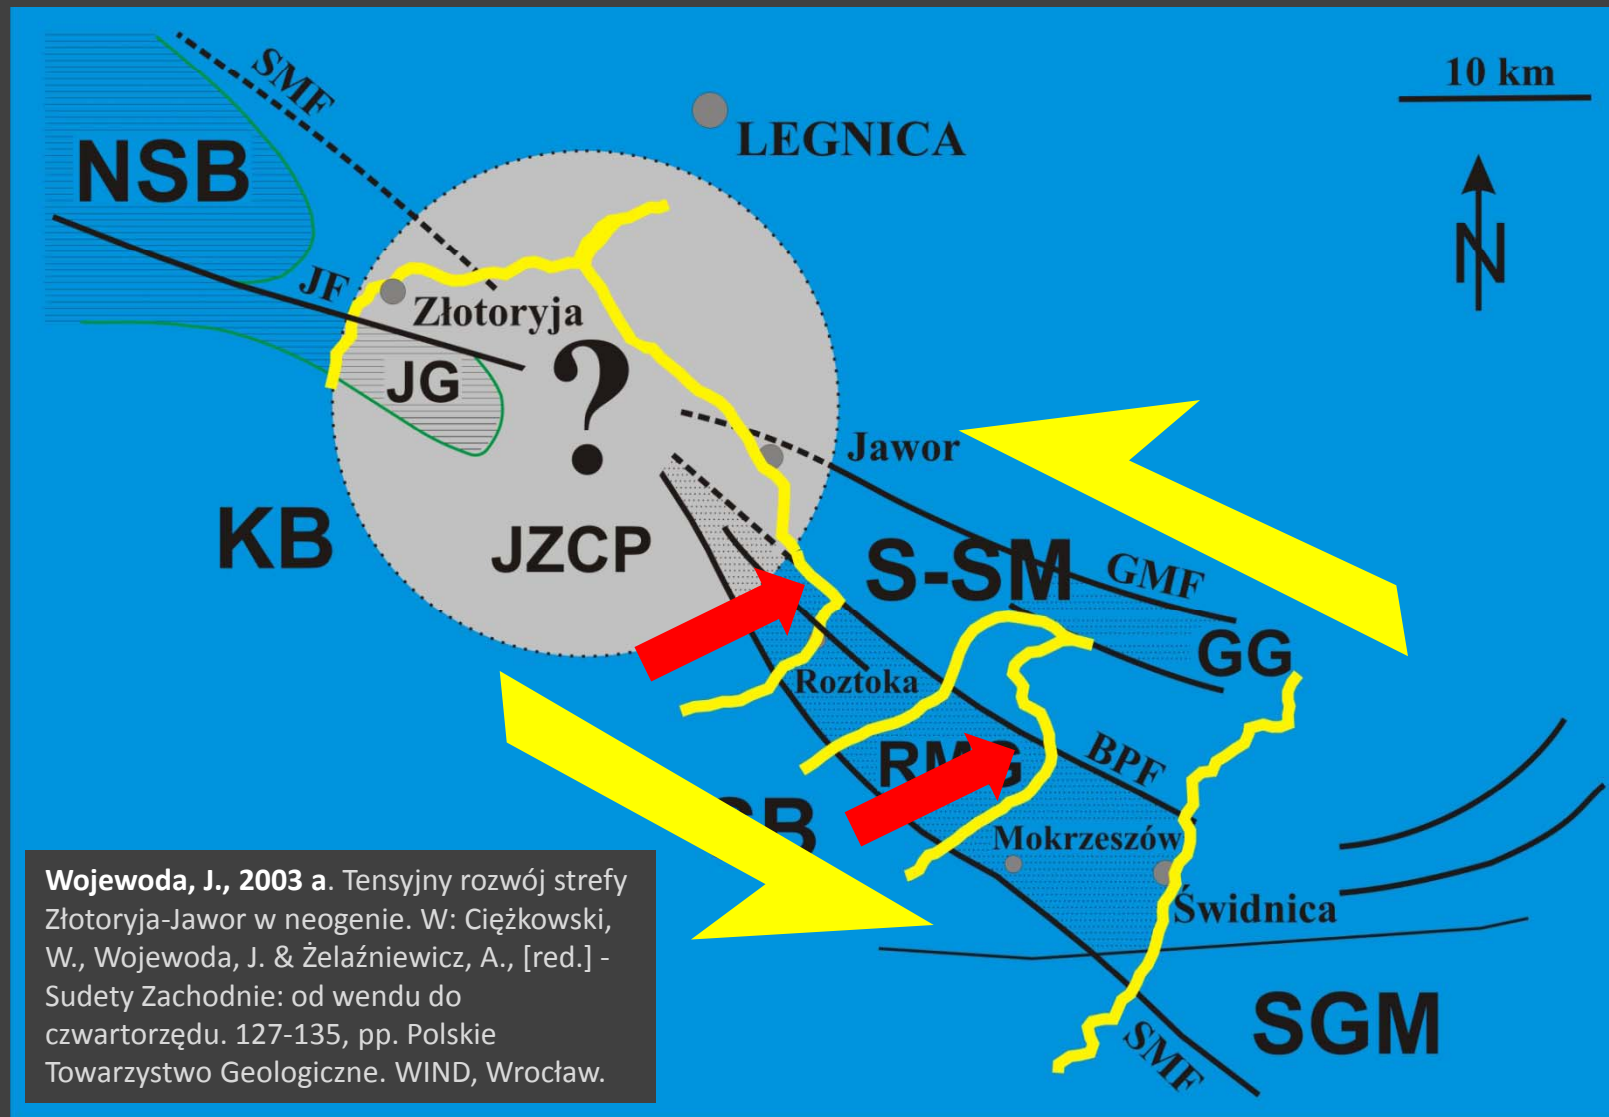 SMF
10 km
LEGNICA
NSB
N
JF
Złotoryja
JG
?
Jawor
KB
JZCP
S-SM
GMF
GG
Roztoka
RMG
BPF
Mokrzeszów
Świdnica
SGM
SMF
Wojewoda, J., 2003 a. Tensyjny rozwój strefy
Złotoryja-Jawor w neogenie. W: Ciężkowski,
W., Wojewoda, J. & Żelaźniewicz, A., [red.] -
Sudety Zachodnie: od wendu do
czwartorzędu. 127-135, pp. Polskie
Towarzystwo Geologiczne. WIND, Wrocław.